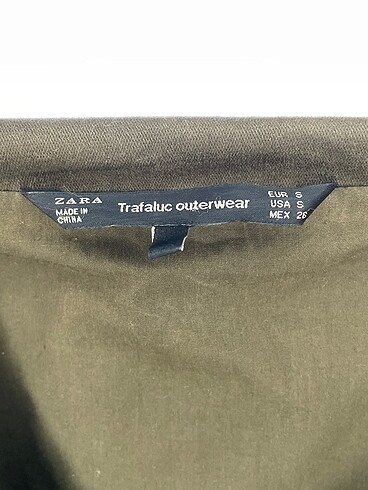 ZARA
MADE IN
CHINA
Trafaluc outerwear
EUR S
USA S
MEX 26